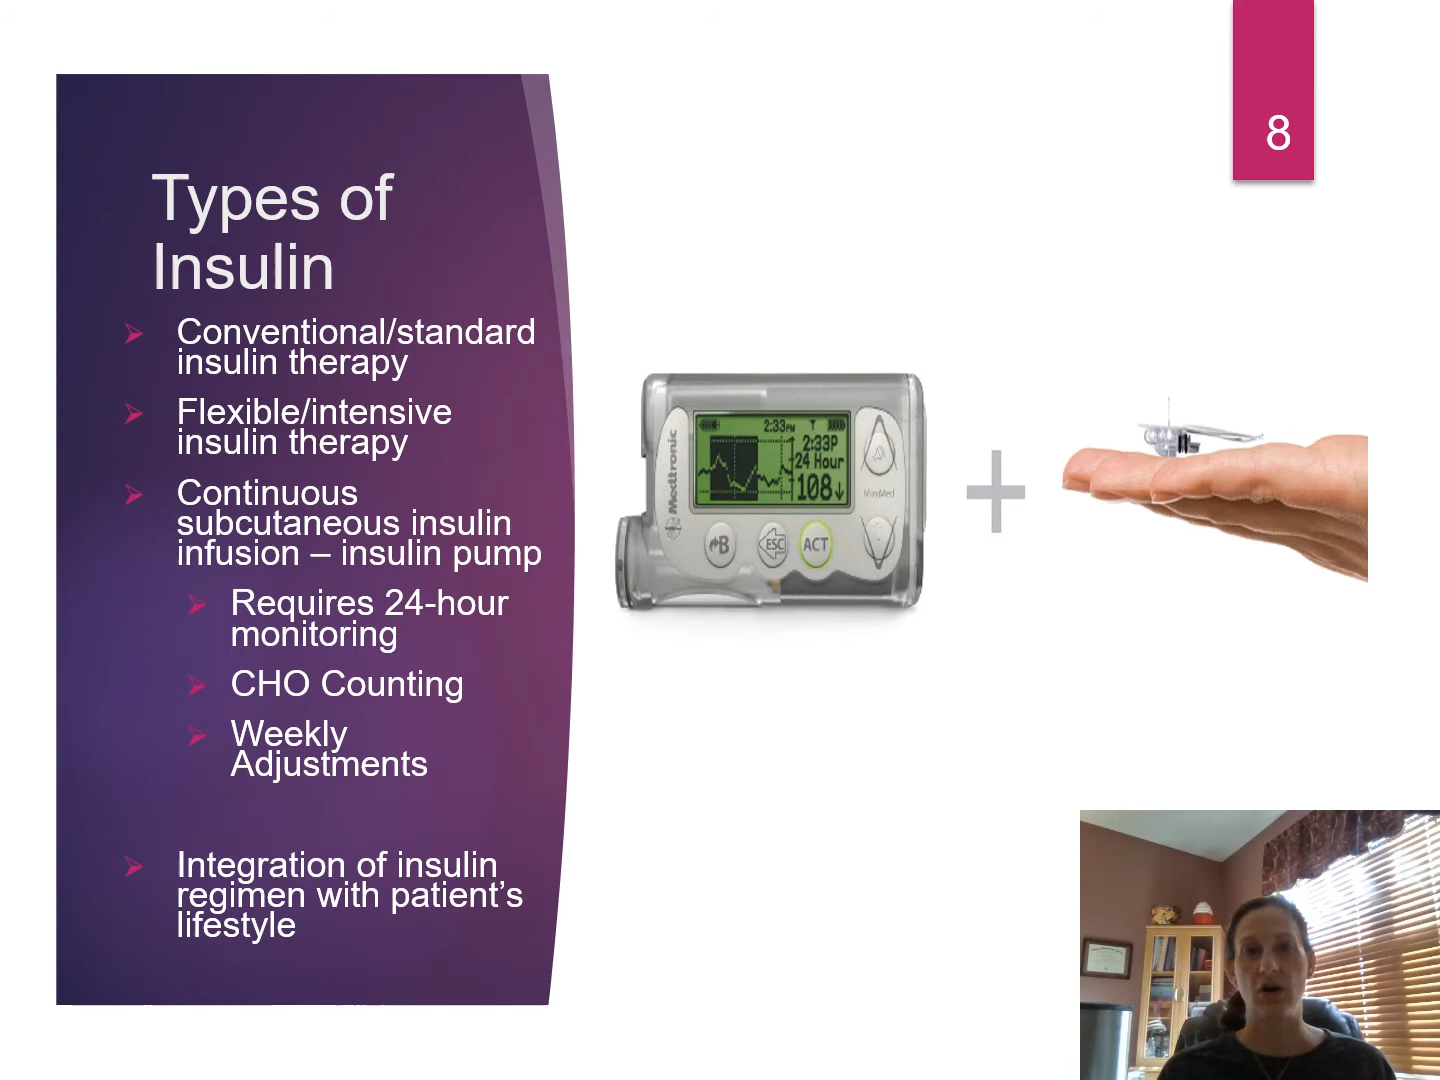 8
Types of
Insulin
Conventional/standard
insulin therapy
Flexible/intensive
insulin therapy
Continuous
subcutaneous insulin
infusion – insulin pump
Requires 24-hour
monitoring
CHO Counting
Weekly
Adjustments
Integration of insulin
regimen with patient’s
lifestyle
Medtronic
2:33PM
2:33P
24 Hour
108↓
MiniMed
B
ESC
ACT